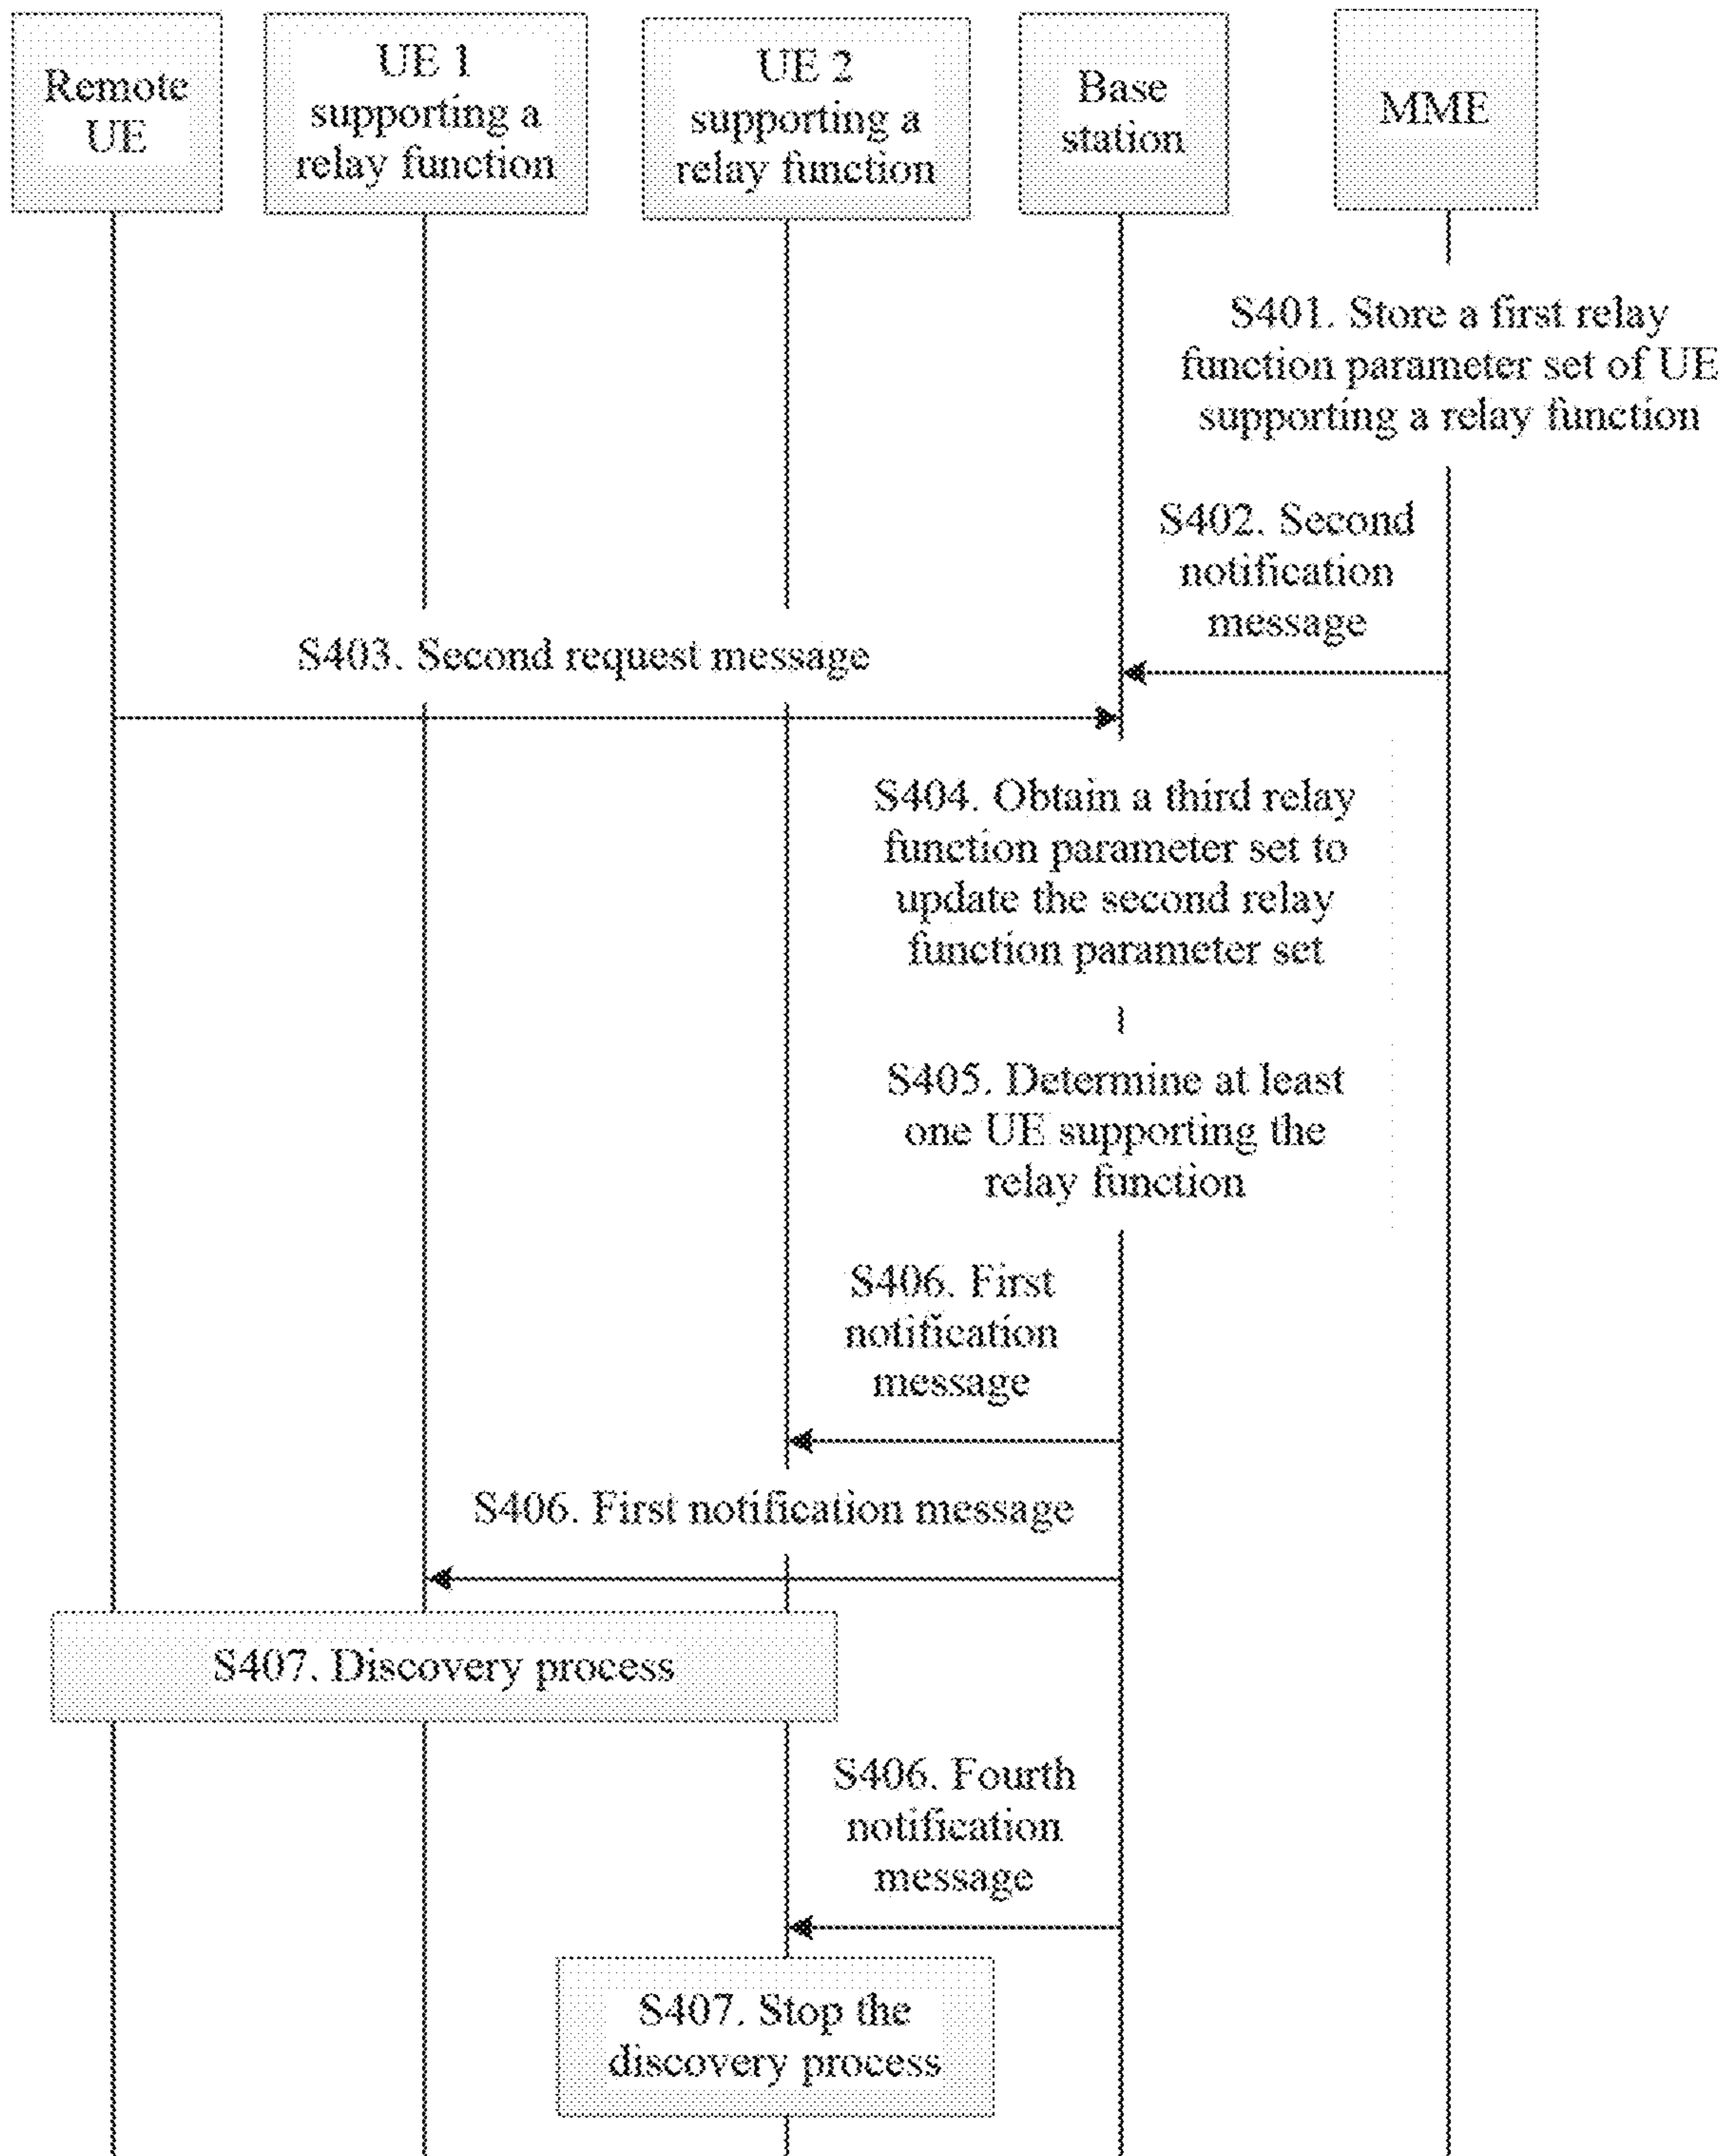 Remote
UE
UE 1
supporting a
relay function
UE 2
supporting a
relay function
Base
station
MME
S401. Store a first relay
function parameter set of UE
supporting a relay function
S402. Second
notification
message
S403. Second request message
S404. Obtain a third relay
function parameter set to
update the second relay
function parameter set
S405. Determine at least
one UE supporting the
relay function
S406. First
notification
message
S406. First notification message
S407. Discovery process
S406. Fourth
notification
message
S407. Stop the
discovery process